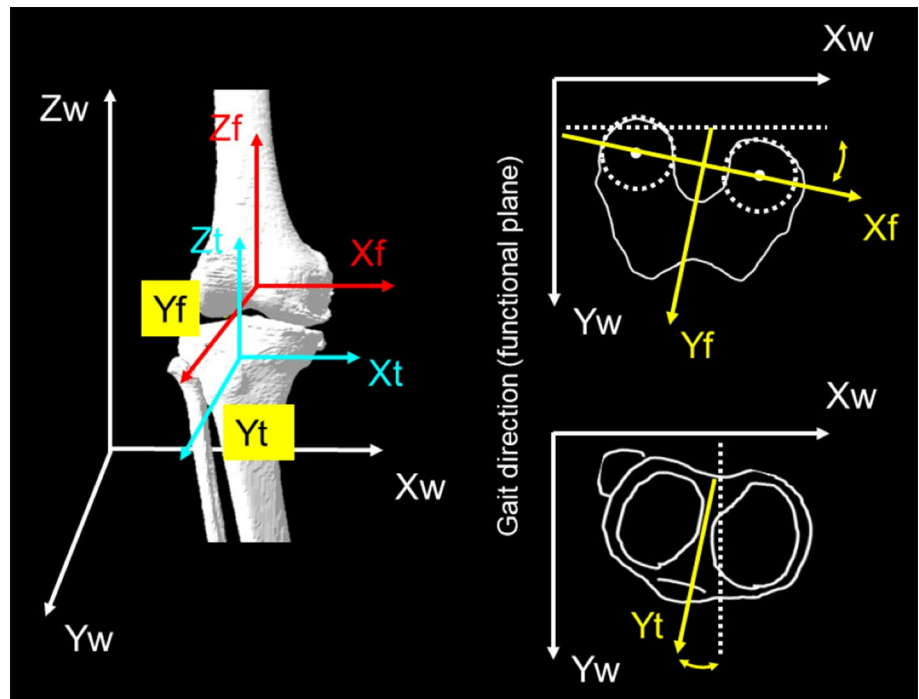 Zw
Zf
Xf
Zt
Yf
Xt
Yt
Xw
Yw
Gait direction (functional plane)
Xw
Xf
Yw
Yf
Xw
Yt
Yw